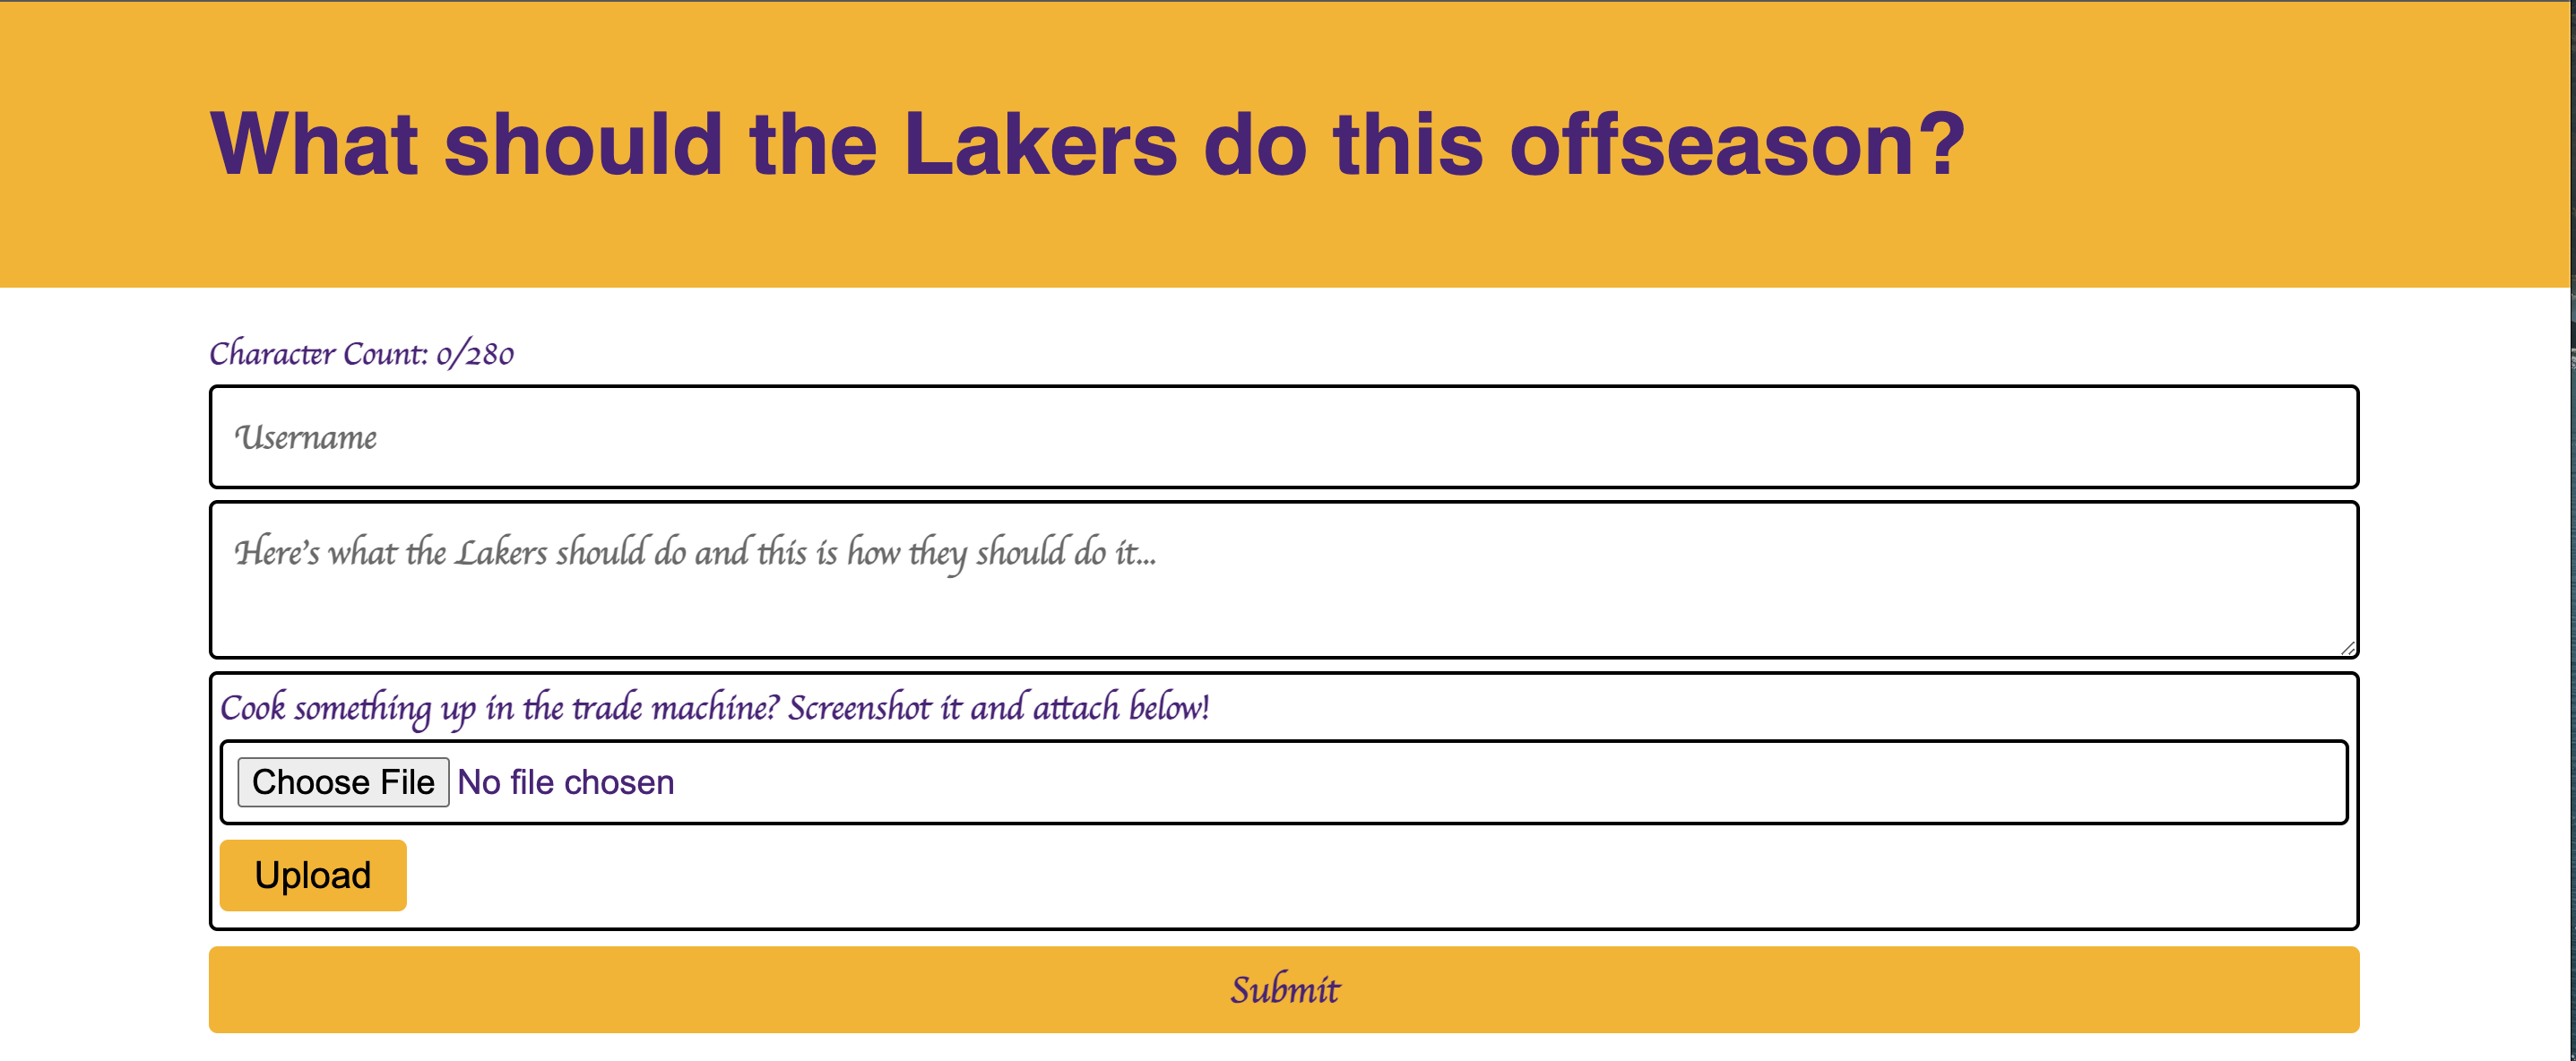 What should the Lakers do this offseason?
Character Count: 0/280
Username
Here's what the Lakers should do and this is how they should do it...
Cook something up in the trade machine? Screenshot it and attach below!
Choose File No file chosen
Upload
Submit